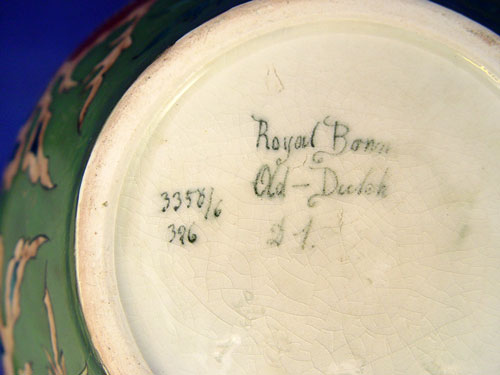 Royal Bonn
Old-Dutch
3358/6
396
21.